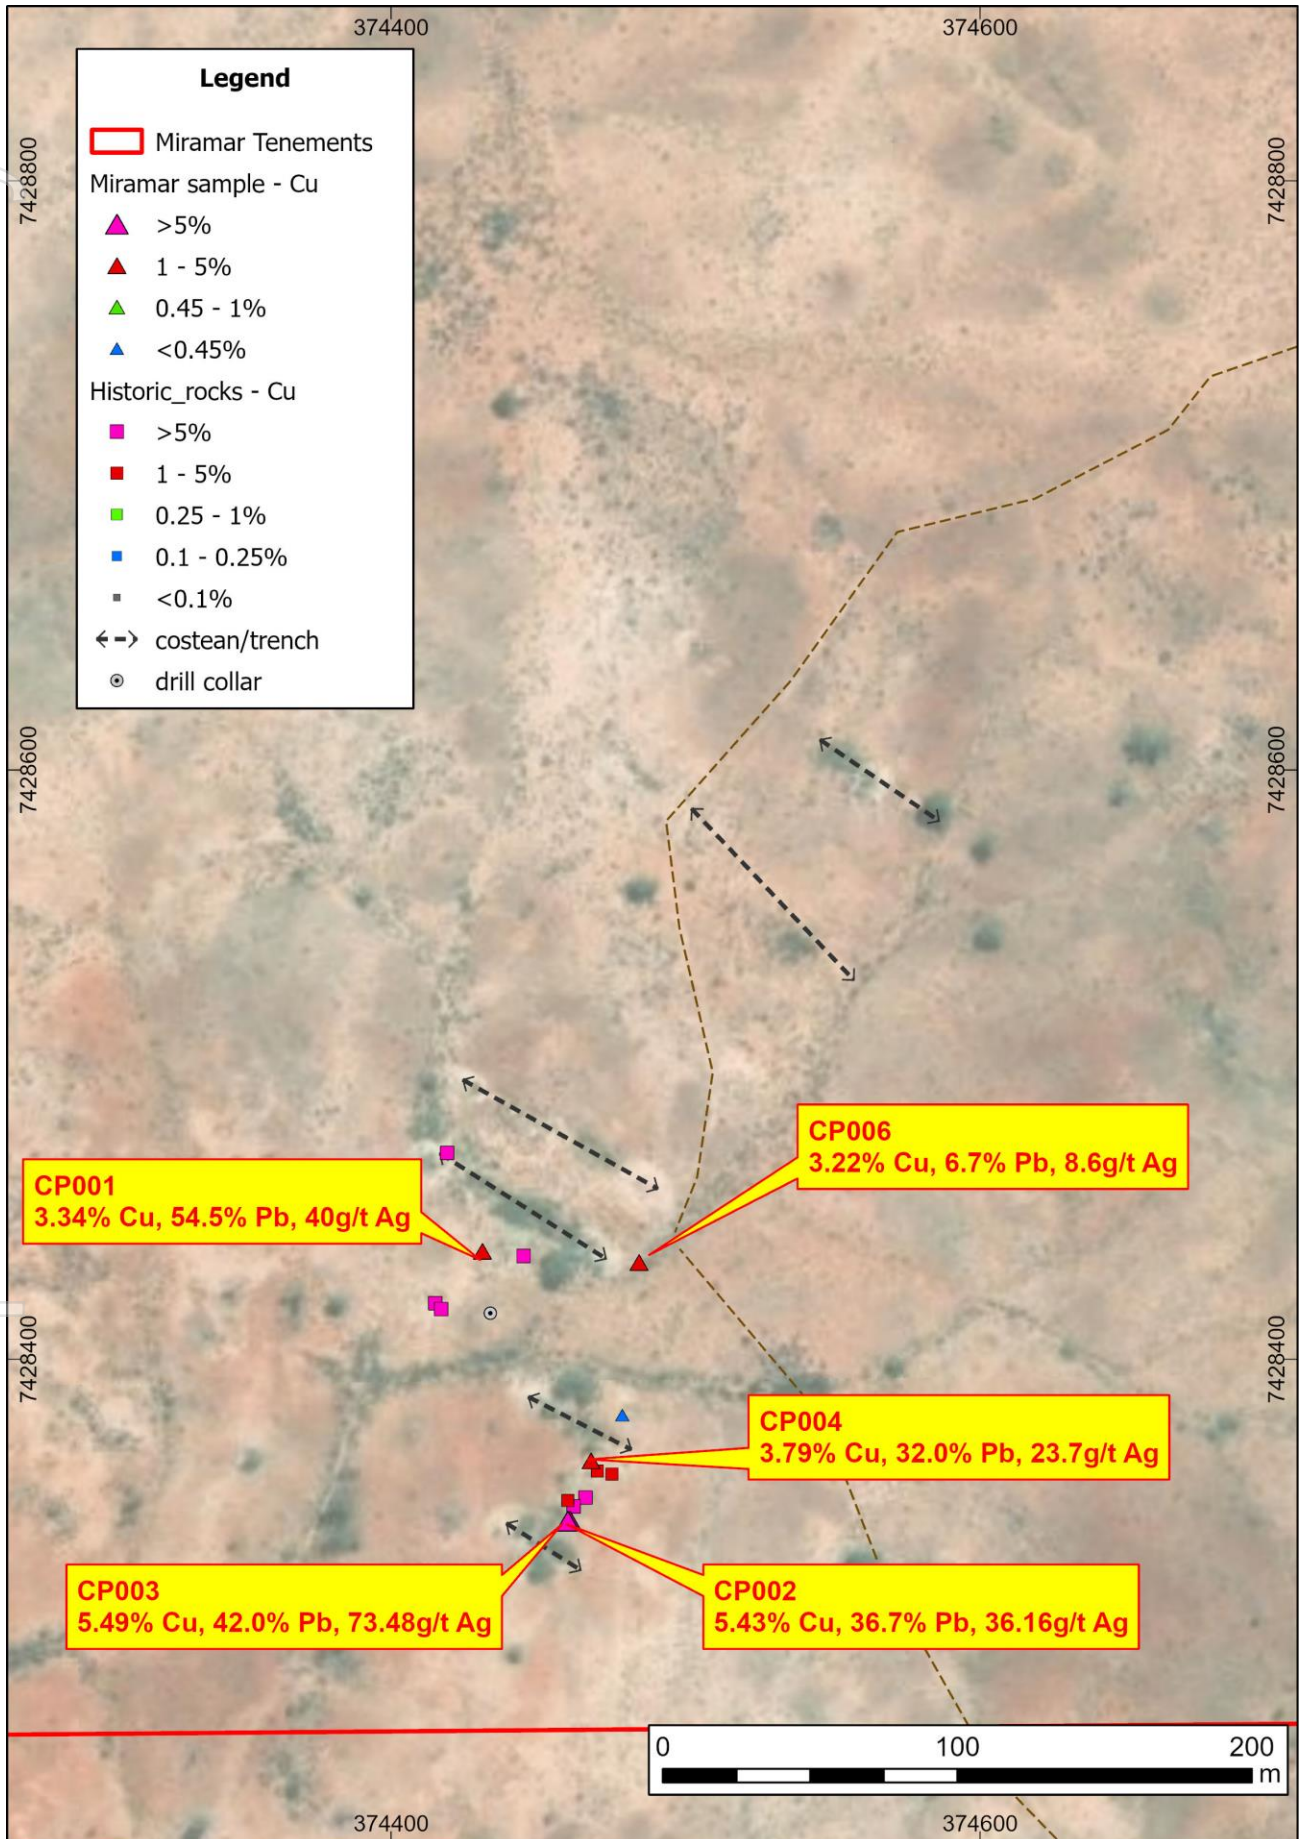 374400
374600
Legend
Miramar Tenements
Miramar sample - Cu
>5%
1 - 5%
0.45 - 1%
<0.45%
Historic_rocks - Cu
>5%
1 - 5%
0.25 - 1%
0.1 - 0.25%
<0.1%
costean/trench
drill collar
7428800
7428800
7428600
7428600
CP006
3.22% Cu, 6.7% Pb, 8.6g/t Ag
CP001
3.34% Cu, 54.5% Pb, 40g/t Ag
7428400
7428400
CP004
3.79% Cu, 32.0% Pb, 23.7g/t Ag
CP003
5.49% Cu, 42.0% Pb, 73.48g/t Ag
CP002
5.43% Cu, 36.7% Pb, 36.16g/t Ag
0 100 200
m
374400
374600